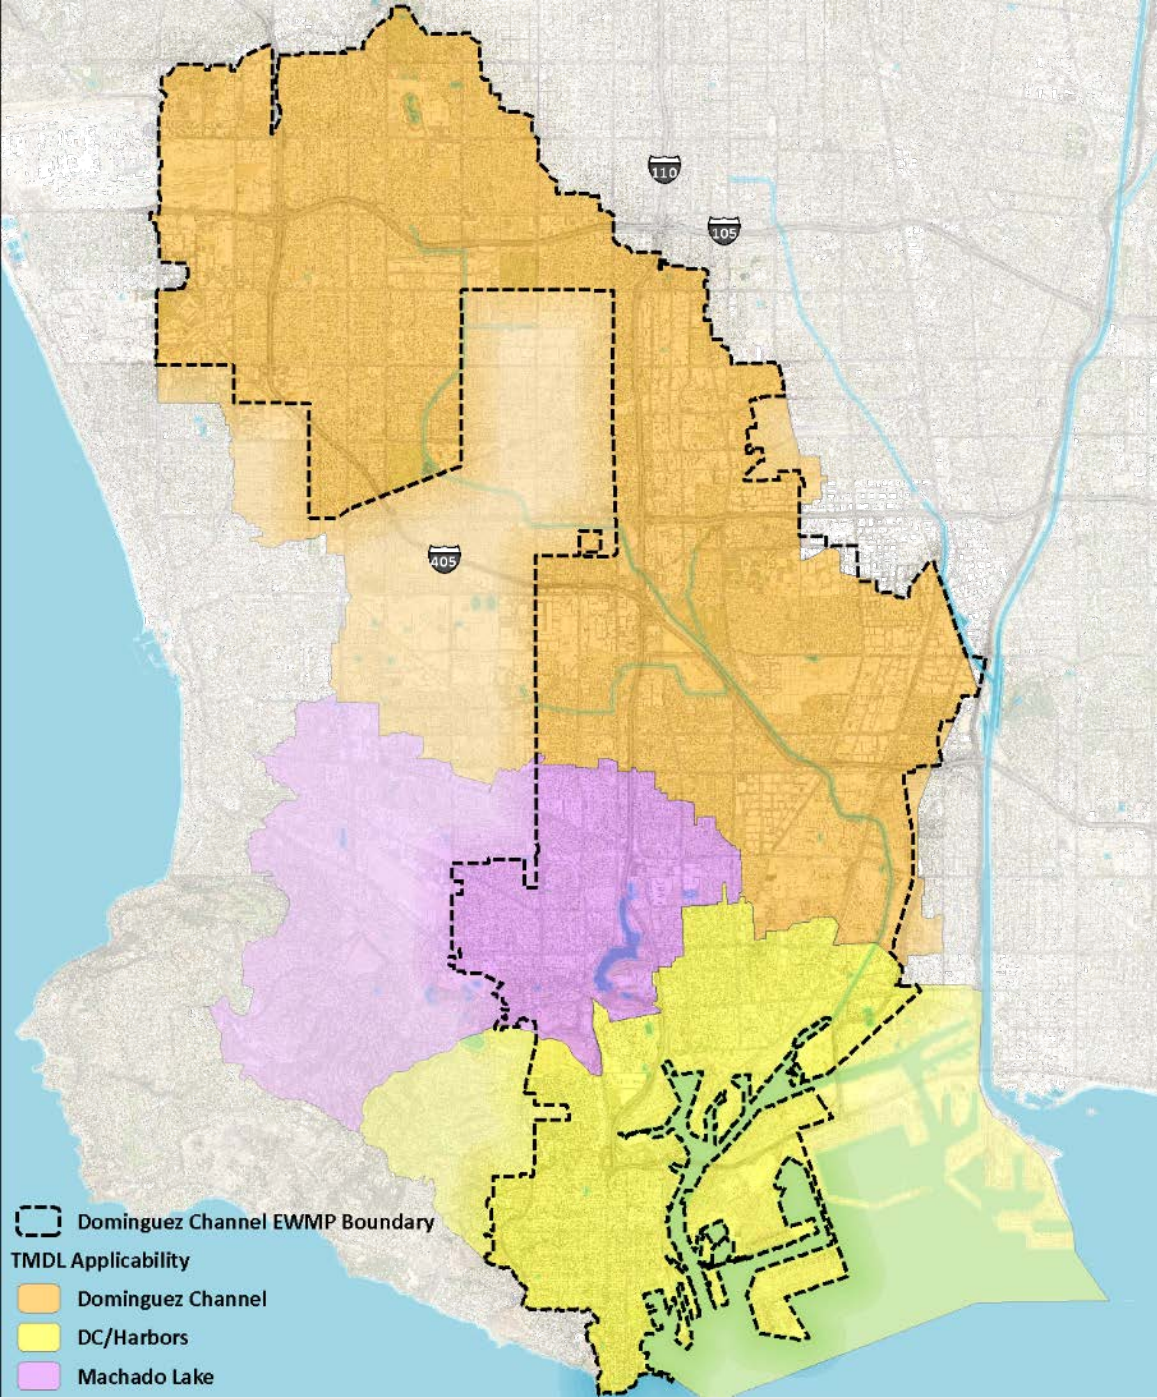 110
105
405
Dominguez Channel EWMP Boundary
TMDL Applicability
Dominguez Channel
DC/Harbors
Machado Lake